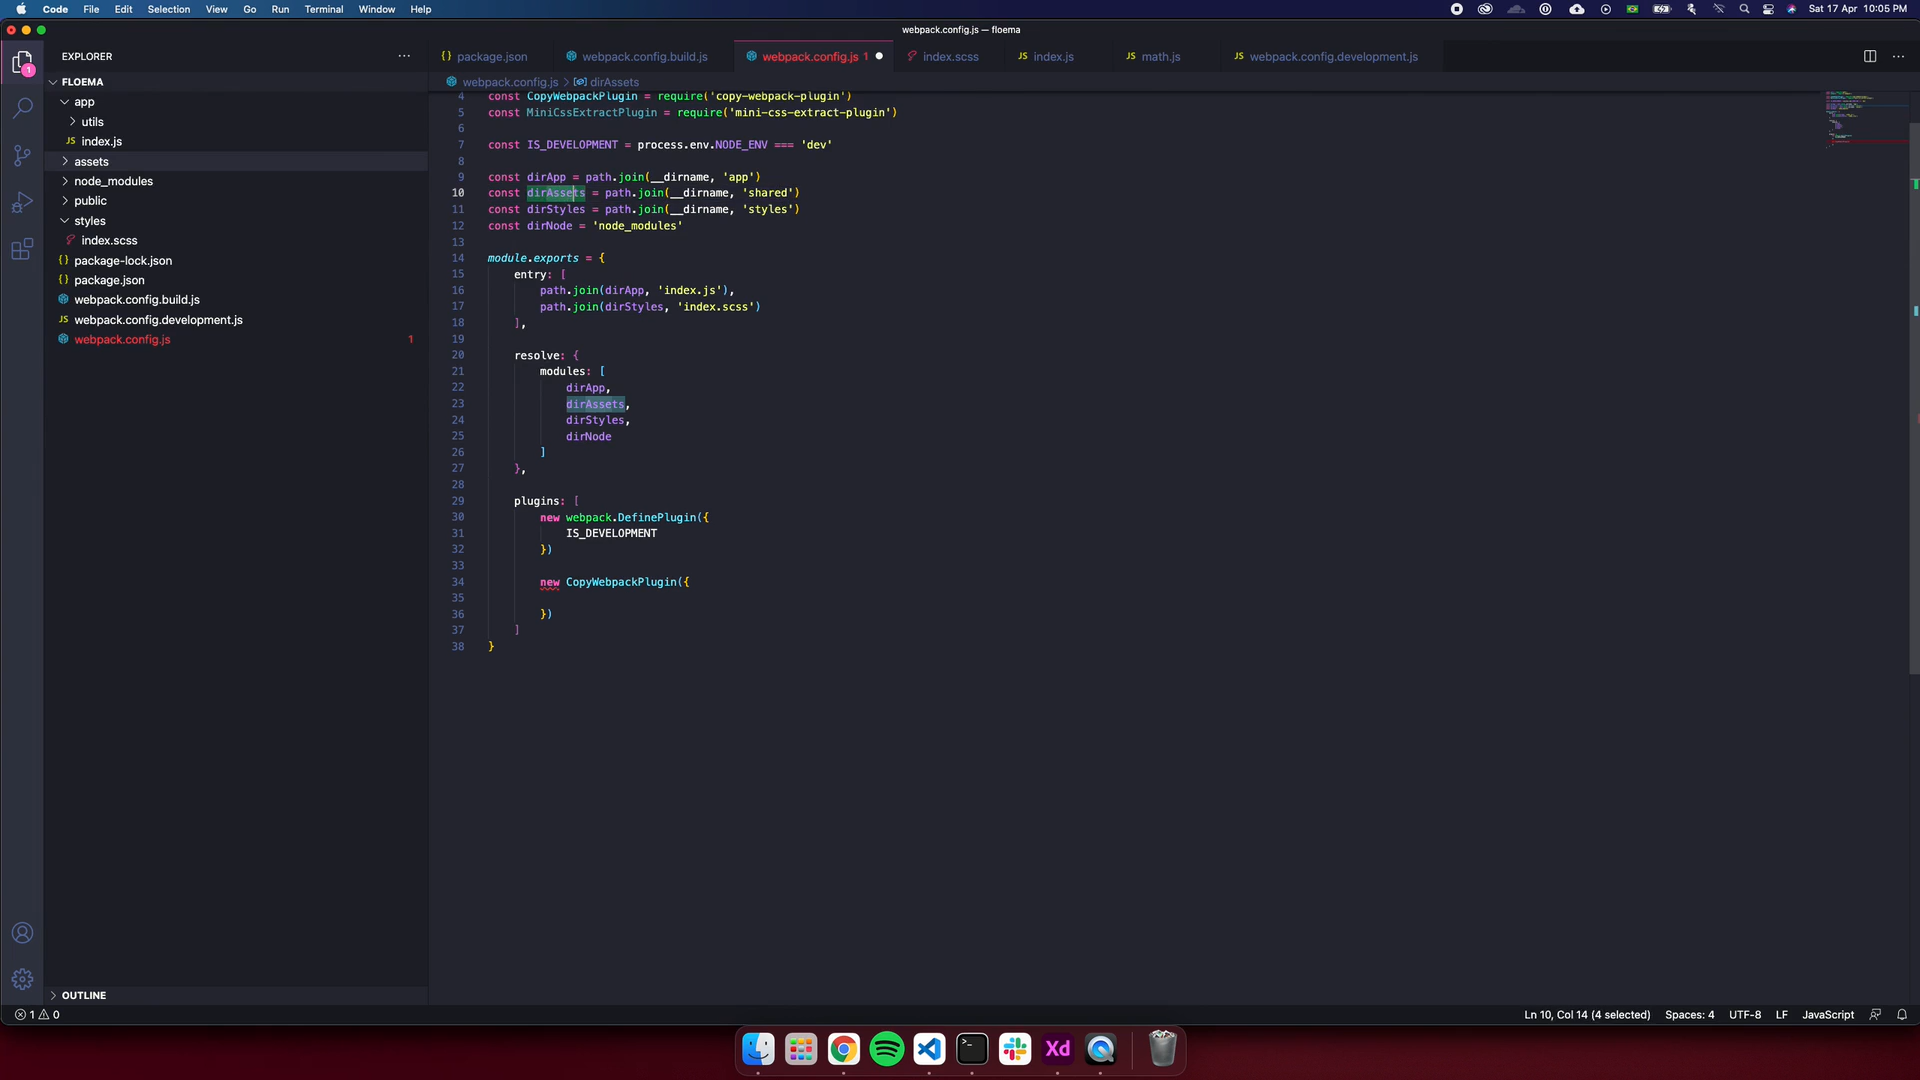 Code File Edit Selection View Go Run Terminal Window Help
Sat 17 Apr 10:05 PM
webpack.config.js — floema
EXPLORER
FLOEMA
app
utils
JS index.js
assets
node_modules
public
styles
index.scss
{} package-lock.json
{} package.json
webpack.config.build.js
JS webpack.config.development.js
webpack.config.js 1
OUTLINE
1
{} package.json
webpack.config.build.js
webpack.config.js 1
index.scss
JS index.js
JS math.js
JS webpack.config.development.js
webpack.config.js > dirAssets
4 const CopyWebpackPlugin = require('copy-webpack-plugin')
5 const MiniCssExtractPlugin = require('mini-css-extract-plugin')
6
7 const IS_DEVELOPMENT = process.env.NODE_ENV === 'dev'
8
9 const dirApp = path.join(__dirname, 'app')
10 const dirAssets = path.join(__dirname, 'shared')
11 const dirStyles = path.join(__dirname, 'styles')
12 const dirNode = 'node_modules'
13
14 module.exports = {
15 entry: [
16 path.join(dirApp, 'index.js'),
17 path.join(dirStyles, 'index.scss')
18 ],
19
20 resolve: {
21 modules: [
22 dirApp,
23 dirAssets,
24 dirStyles,
25 dirNode
26 ]
27 },
28
29 plugins: [
30 new webpack.DefinePlugin({
31 IS_DEVELOPMENT
32 })
33
34 new CopyWebpackPlugin({
35
36 })
37 ]
38 }
1 0
Ln 10, Col 14 (4 selected) Spaces: 4 UTF-8 LF JavaScript
>_
Xd